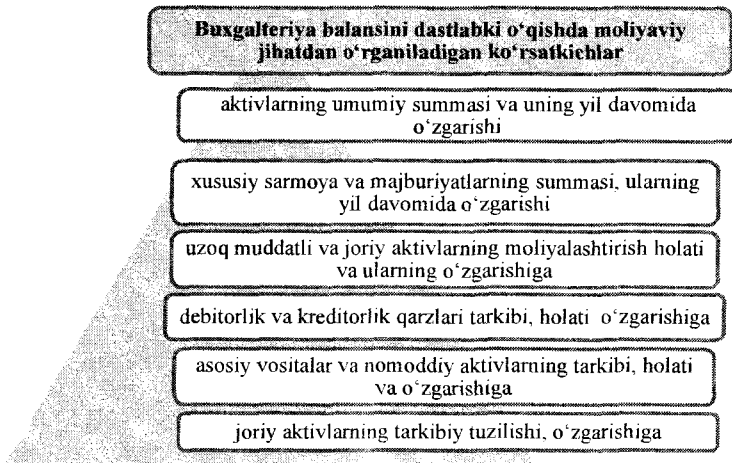 Buxgalteriya balansini dastlabki o‘qishda moliyaviy
jihatdan o‘rganiladigan ko‘rsatkichlar
aktivlarning umumiy summasi va uning yil davomida
o‘zgarishi
xususiy sarmoya va majburiyatlarning summasi, ularning
yil davomida o‘zgarishi
uzoq muddatli va joriy aktivlarning moliyalashtirish holati
va ularning o‘zgarishiga
debitorlik va kreditorlik qarzlari tarkibi, holati o‘zgarishiga
asosiy vositalar va nomoddiy aktivlarning tarkibi, holati
va o‘zgarishiga
joriy aktivlarning tarkibiy tuzilishi, o‘zgarishiga